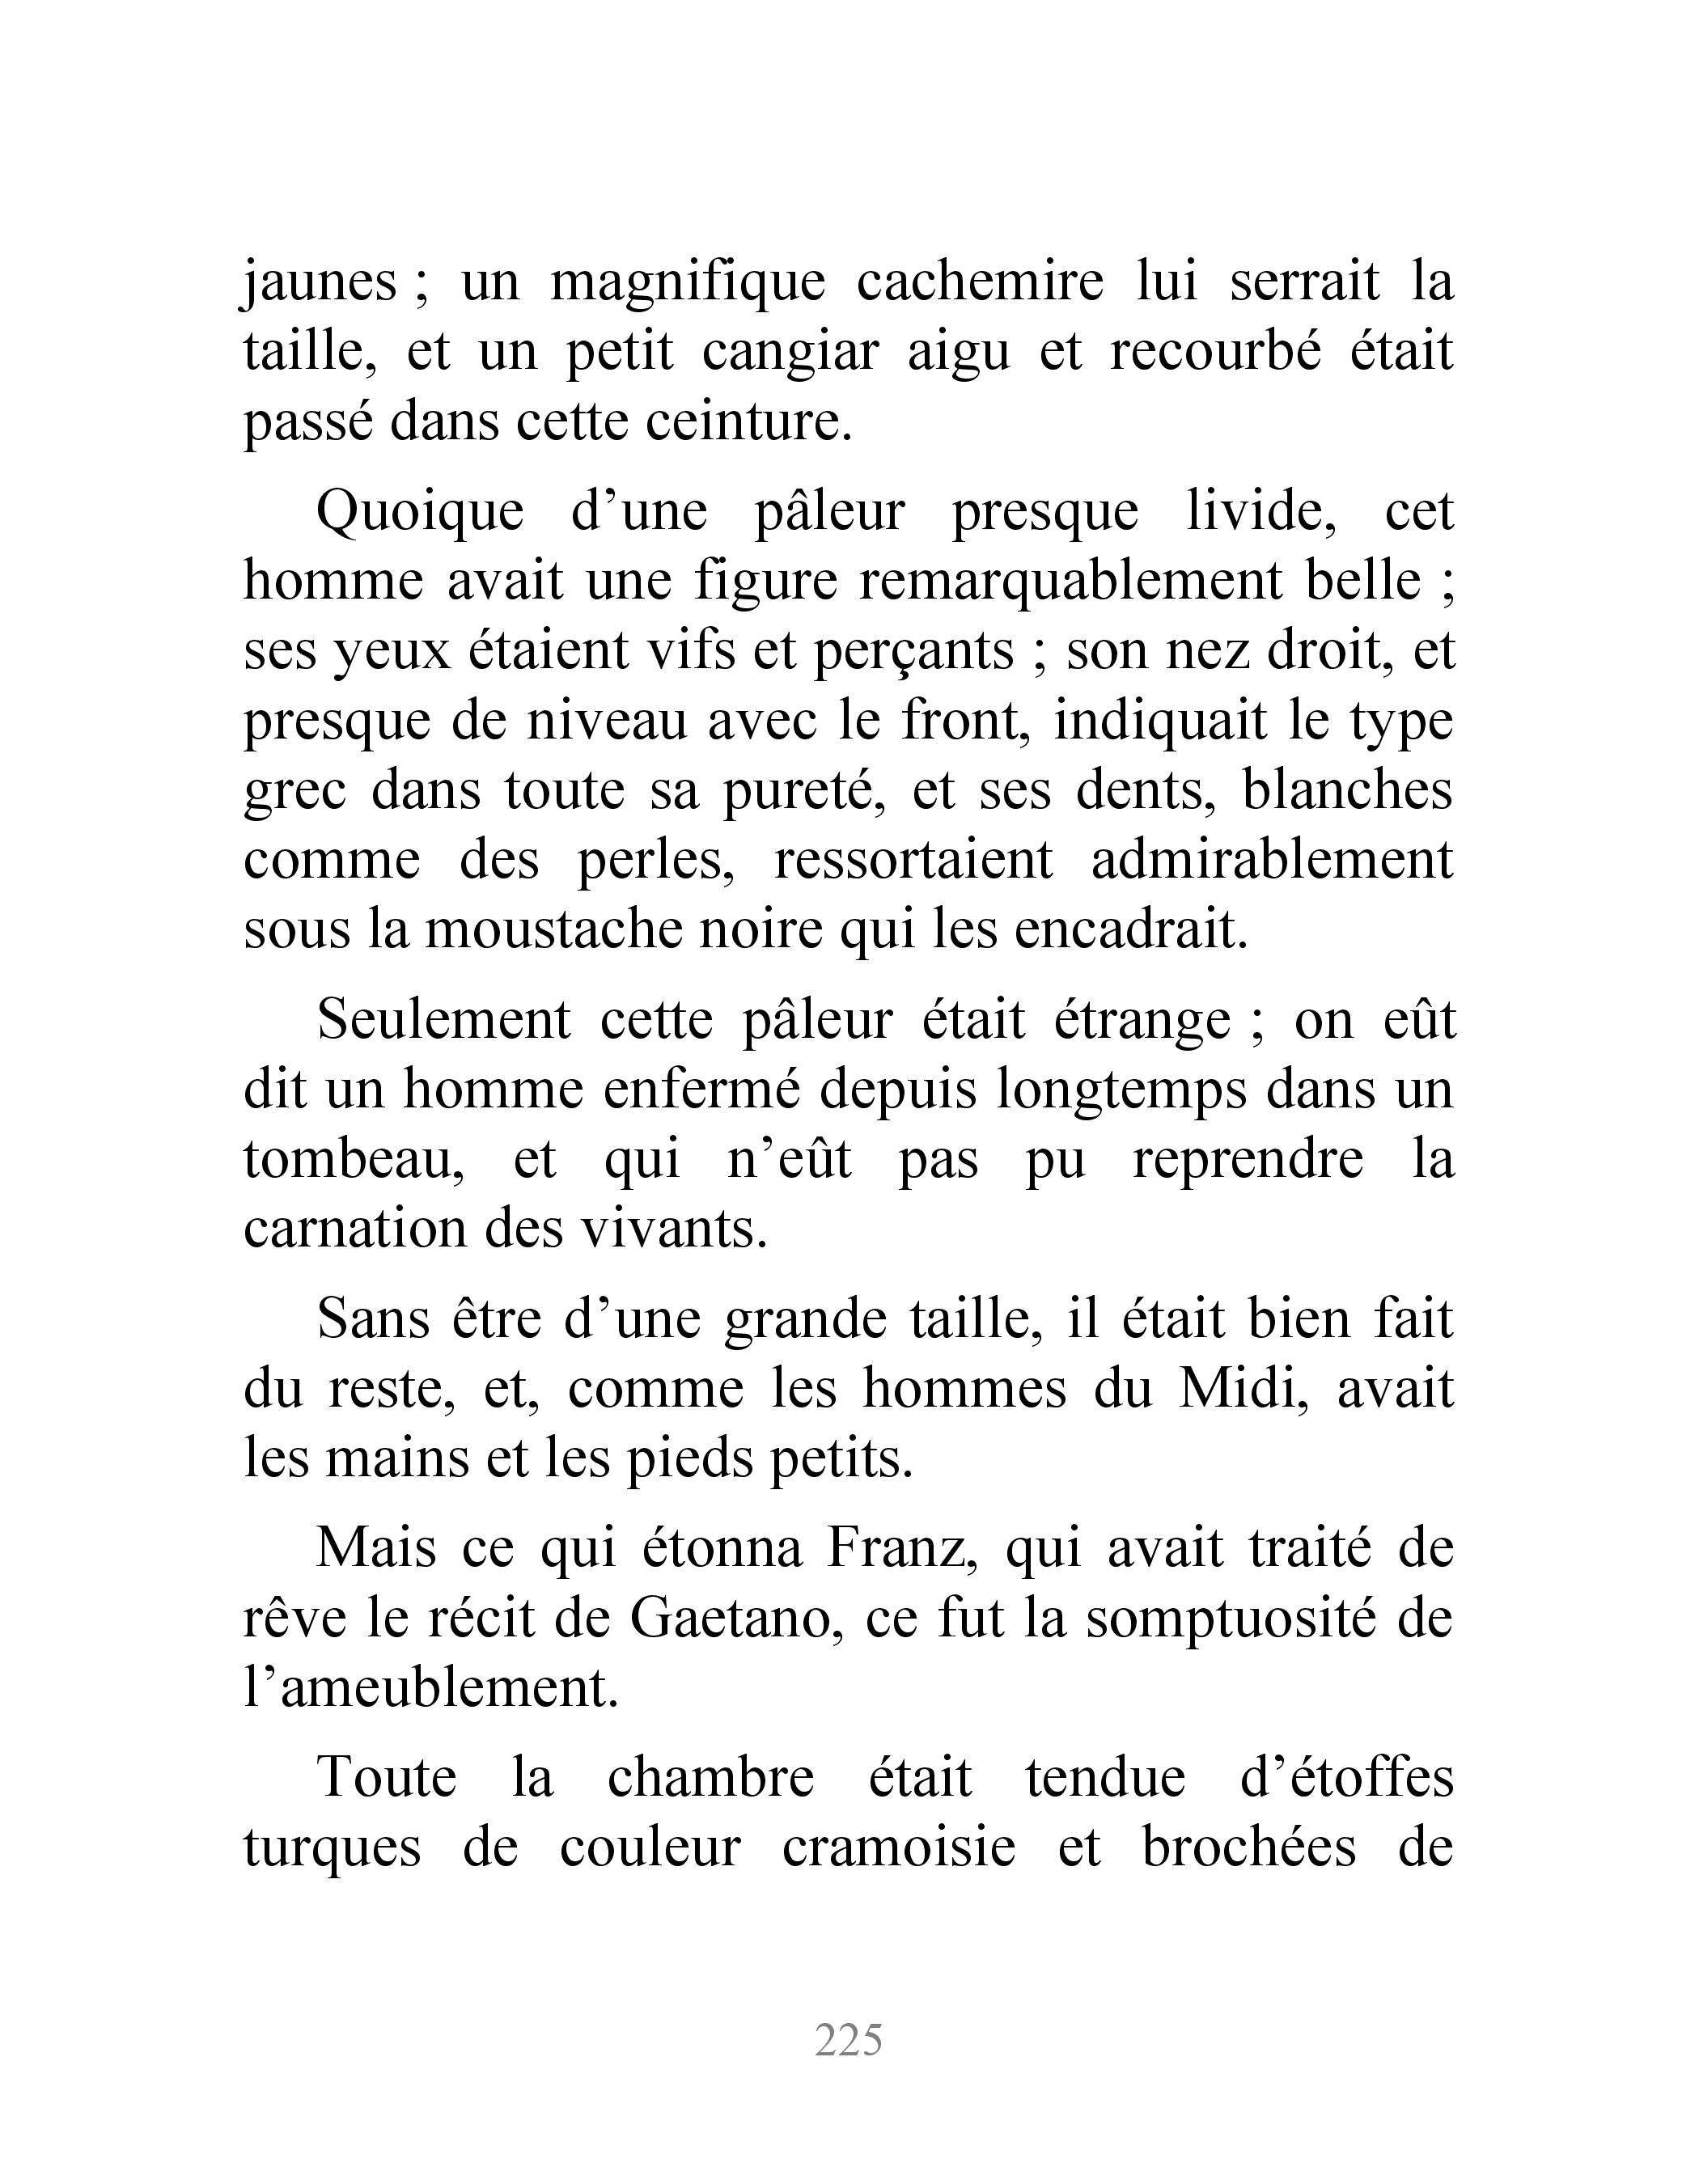 jaunes ; un magnifique cachemire lui serrait la
taille, et un petit cangiar aigu et recourbé était
passé dans cette ceinture.
Quoique d’une pâleur presque livide, cet
homme avait une figure remarquablement belle ;
ses yeux étaient vifs et perçants ; son nez droit, et
presque de niveau avec le front, indiquait le type
grec dans toute sa pureté, et ses dents, blanches
comme des perles, ressortaient admirablement
sous la moustache noire qui les encadrait.
Seulement cette pâleur était étrange ; on eût
dit un homme enfermé depuis longtemps dans un
tombeau, et qui n’eût pas pu reprendre la
carnation des vivants.
Sans être d’une grande taille, il était bien fait
du reste, et, comme les hommes du Midi, avait
les mains et les pieds petits.
Mais ce qui étonna Franz, qui avait traité de
rêve le récit de Gaetano, ce fut la somptuosité de
l’ameublement.
Toute la chambre était tendue d’étoffes
turques de couleur cramoisie et brochées de
225